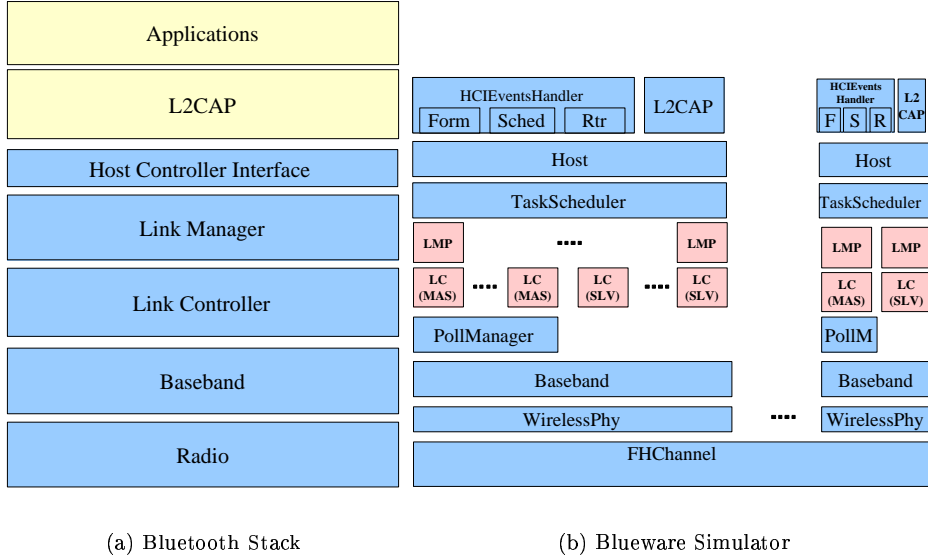 Applications
L2CAP
Host Controller Interface
Link Manager
Link Controller
Baseband
Radio
(a) Bluetooth Stack
HCIEventsHandler
Form Sched Rtr
L2CAP
Host
TaskScheduler
LMP .... LMP
LC (MAS) .... LC (MAS) LC (SLV) .... LC (SLV)
PollManager
Baseband
WirelessPhy
....
HCIEvents
Handler
F S R
L2
CAP
Host
TaskScheduler
LMP LMP
LC (MAS) LC (SLV)
PollM
Baseband
WirelessPhy
FHChannel
(b) Blueware Simulator